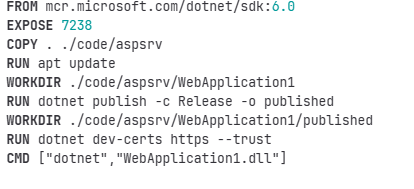 FROM mcr.microsoft.com/dotnet/sdk:6.0
EXPOSE 7238
COPY . ./code/aspsrv
RUN apt update
WORKDIR ./code/aspsrv/WebApplication1
RUN dotnet publish -c Release -o published
WORKDIR ./code/aspsrv/WebApplication1/published
RUN dotnet dev-certs https --trust
CMD ["dotnet","WebApplication1.dll"]